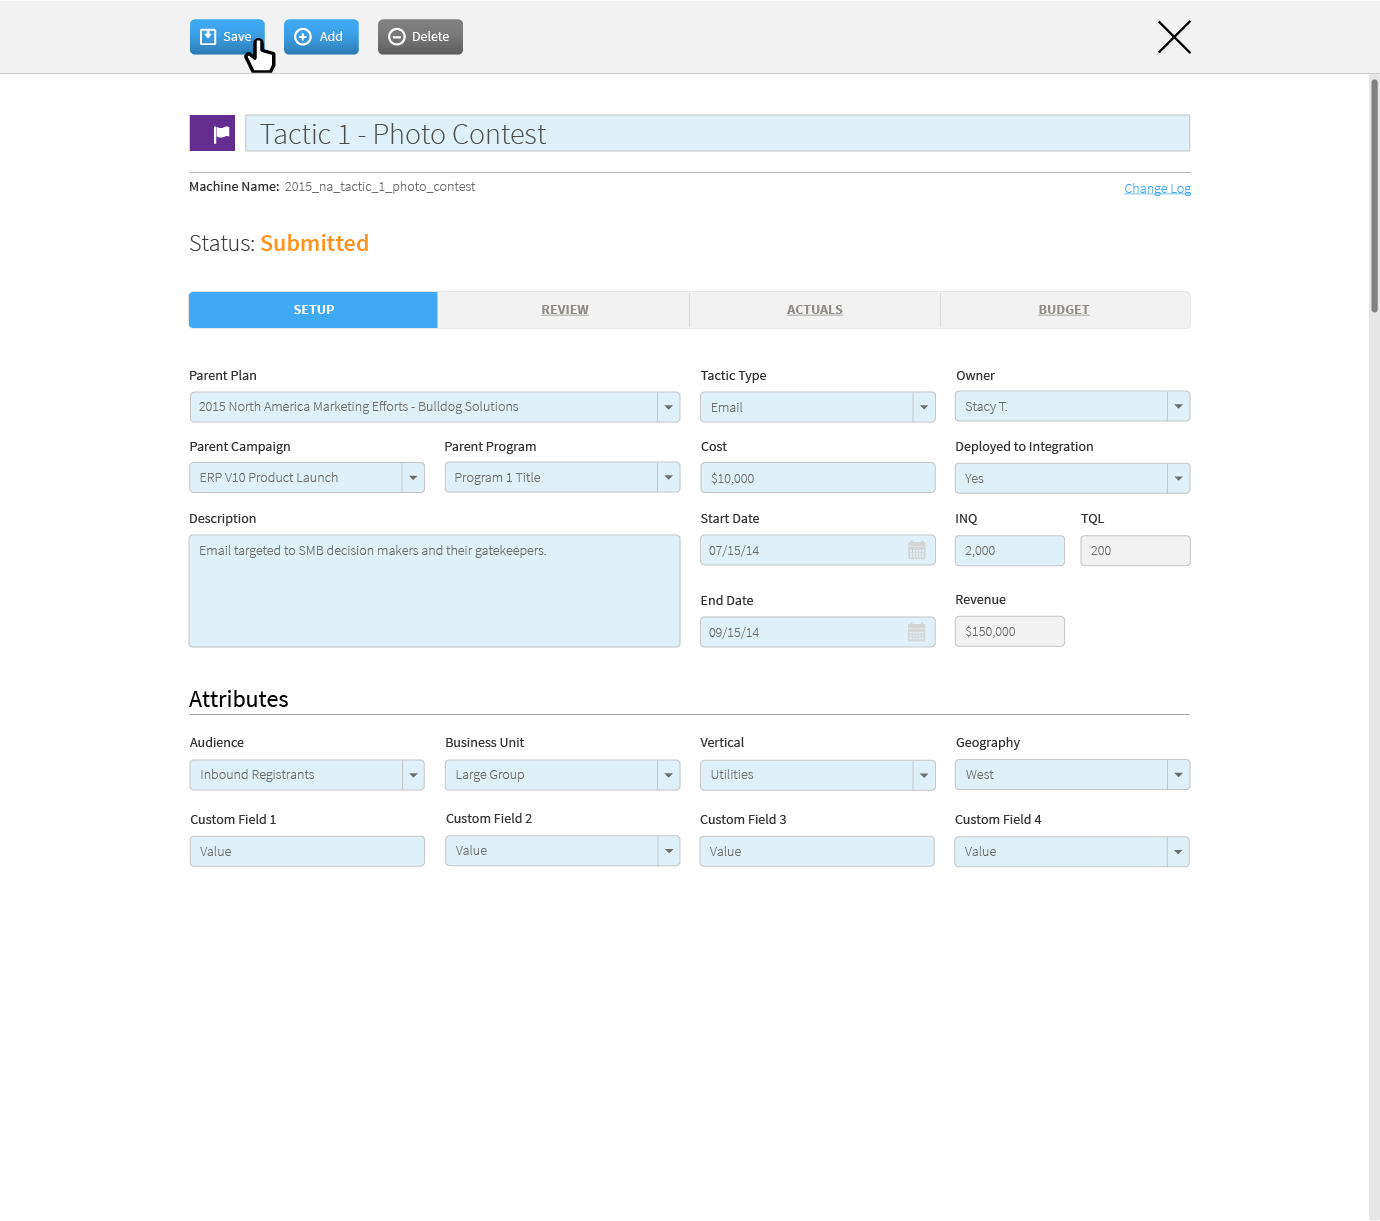 Save Add Delete
Tactic 1 - Photo Contest
Machine Name: 2015_na_tactic_1_photo_contest Change Log
Status: Submitted
SETUP REVIEW ACTUALS BUDGET
Parent Plan Tactic Type Owner
2015 North America Marketing Efforts - Bulldog Solutions Email Stacy T.
Parent Campaign Parent Program Cost Deployed to Integration
ERP V10 Product Launch Program 1 Title $10,000 Yes
Description Start Date INQ TQL
Email targeted to SMB decision makers and their gatekeepers. 07/15/14 2,000 200
End Date Revenue
09/15/14 $150,000
Attributes
Audience Business Unit Vertical Geography
Inbound Registrants Large Group Utilities West
Custom Field 1 Custom Field 2 Custom Field 3 Custom Field 4
Value Value Value Value